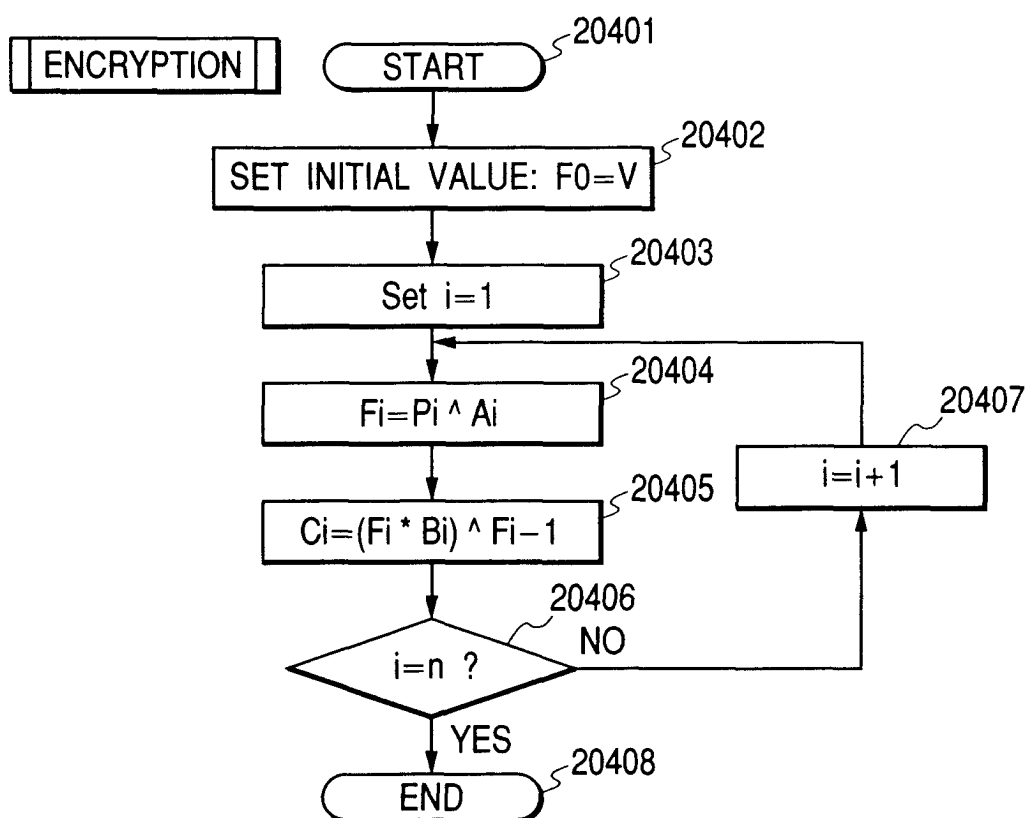 ENCRYPTION
START
20401
SET INITIAL VALUE: F0=V
20402
Set i=1
20403
Fi=Pi ^ Ai
20404
i=i+1
20407
Ci=(Fi * Bi) ^ Fi-1
20405
i=n ?
20406
NO
YES
END
20408